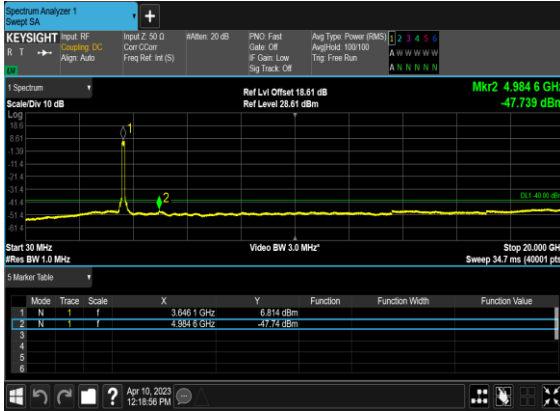 Spectrum Analyzer 1
Swept SA
+
KEYSIGHT Input: RF Input Z: 50 Ω #Atten: 20 dB PNO: Fast Avg Type: Power (RMS) 1 2 3 4 5 6
R T Coupling: DC Corr CCorr Gate: Off Avg|Hold: 100/100 A W W W W W
Align: Auto Freq Ref: Int (S) IF Gain: Low Trig: Free Run
Sig Track: Off A N N N N N
1 Spectrum Ref Lvl Offset 18.61 dB Mkr2 4.984 6 GHz
Scale/Div 10 dB Ref Level 28.61 dBm -47.739 dBm
Log
18.6
8.61
-1.39
-11.4
-21.4
-31.4
-41.4
-51.4
-61.4
1
2
DL1 -40.00 dBm
Start 30 MHz Video BW 3.0 MHz* Stop 20.000 GHz
#Res BW 1.0 MHz Sweep 34.7 ms (40001 pts)
5 Marker Table
Mode Trace Scale X Y Function Function Width Function Value
1 N 1 f 3.646 1 GHz 6.814 dBm
2 N 1 f 4.984 6 GHz -47.74 dBm
3
4
5
6
? Apr 10, 2023
12:18:56 PM